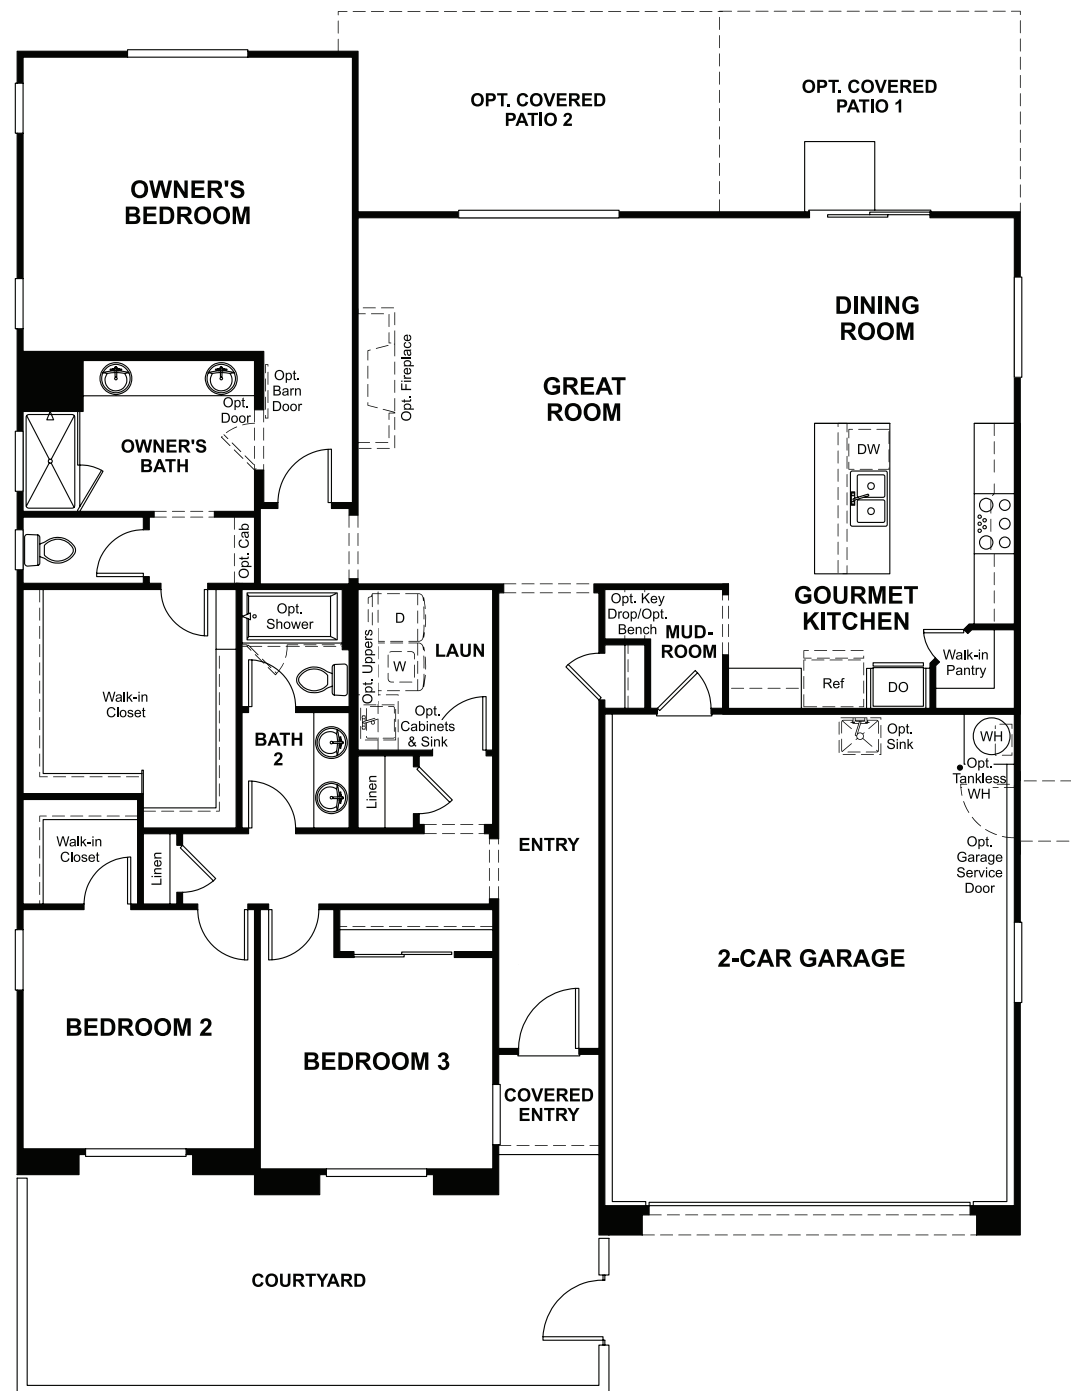 OPT. COVERED
PATIO 2
OPT. COVERED
PATIO 1
OWNER'S
BEDROOM
DINING
ROOM
GREAT
ROOM
Opt. Fireplace
Opt.
Barn
Door
Opt.
Door
OWNER'S
BATH
DW
Opt. Cab
GOURMET
KITCHEN
Opt.
Shower
D
W
Opt. Uppers
LAUN
Opt.
Cabinets
& Sink
Opt. Key
Drop/Opt.
Bench
MUD-
ROOM
Walk-in
Pantry
Ref
DO
Walk-in
Closet
BATH
2
Linen
Opt.
Sink
WH
Opt.
Tankless
WH
Opt.
Garage
Service
Door
Walk-in
Closet
Linen
ENTRY
2-CAR GARAGE
BEDROOM 2
BEDROOM 3
COVERED
ENTRY
COURTYARD